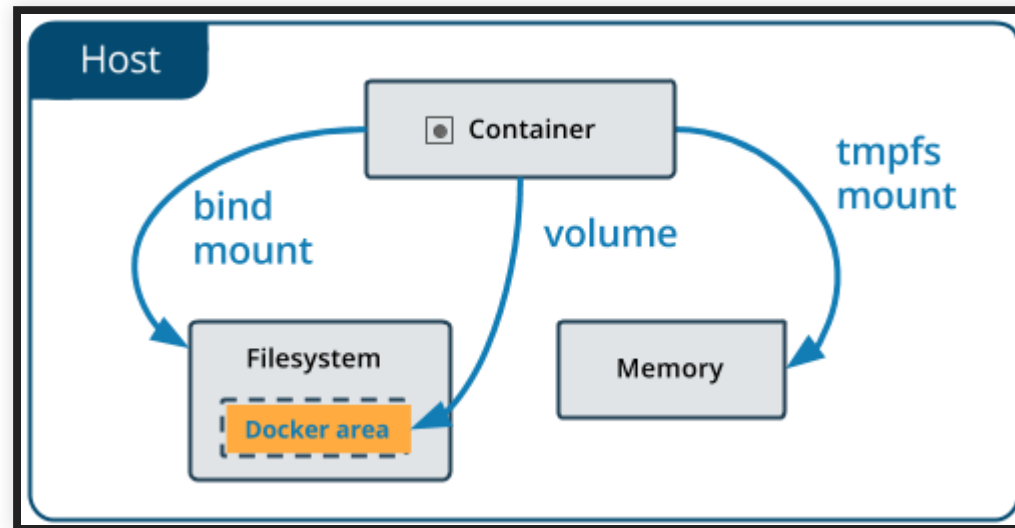 Host
Container
tmpfs
mount
bind
mount
volume
Filesystem
Memory
Docker area